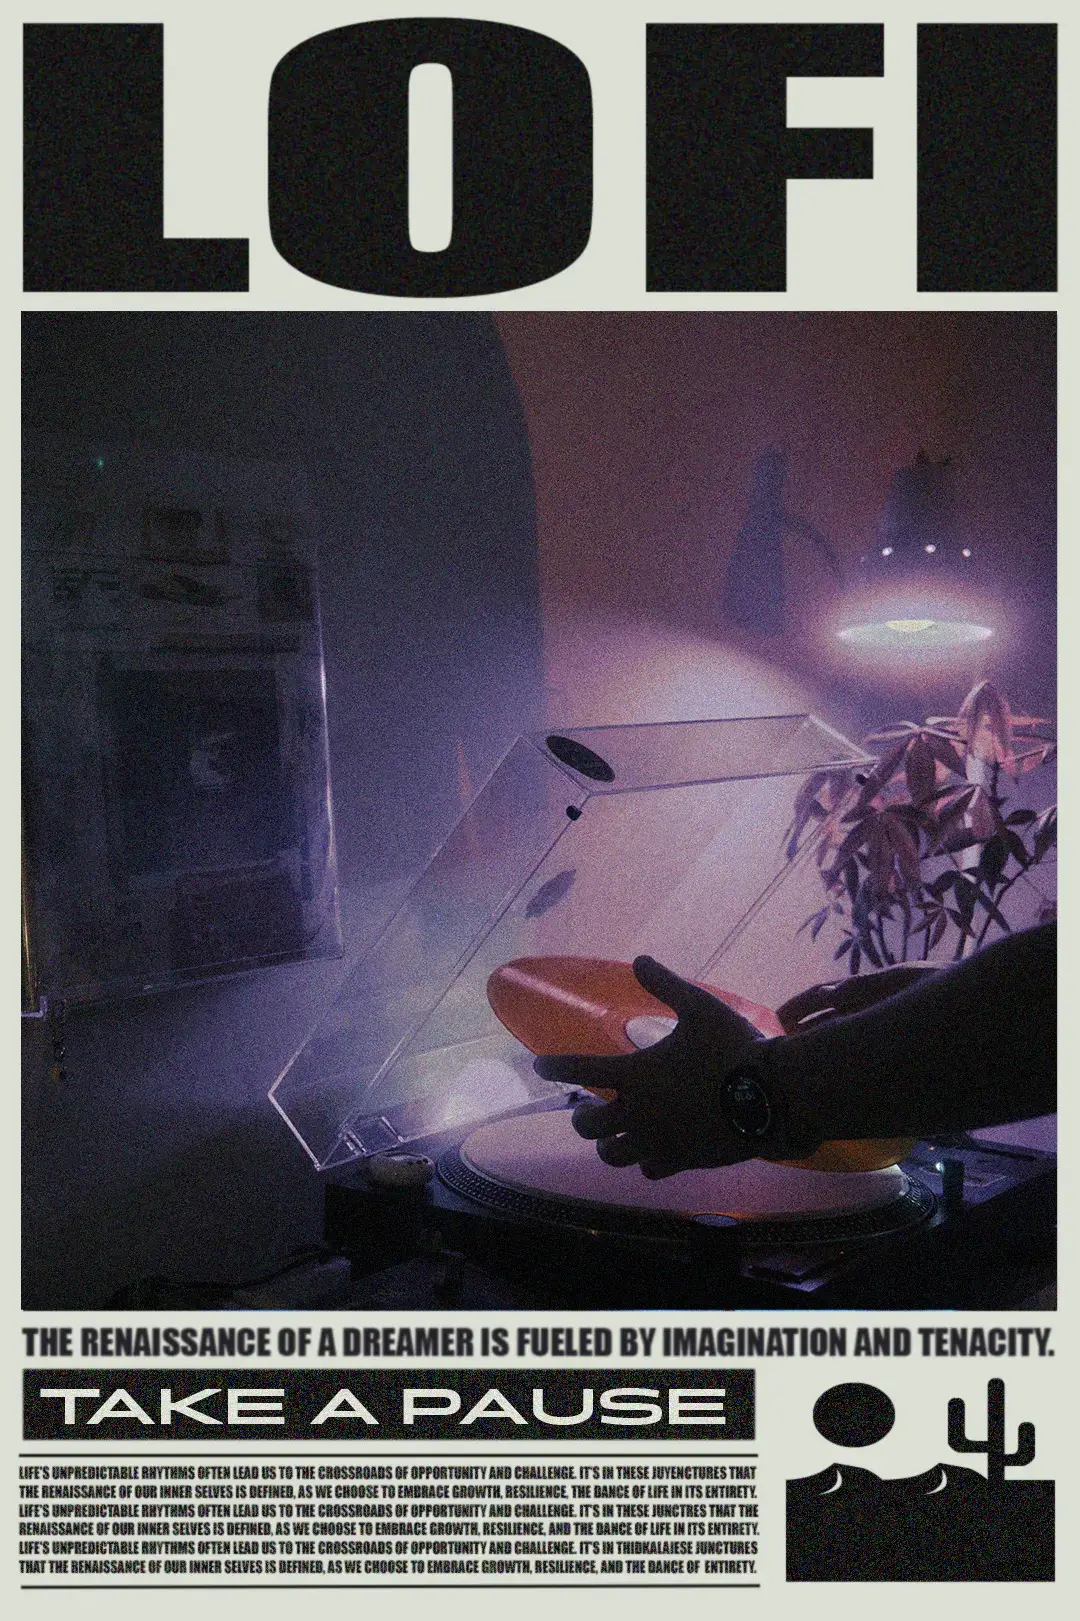 LOFI
THE RENAISSANCE OF A DREAMER IS FUELED BY IMAGINATION AND TENACITY.
TAKE A PAUSE
LIFE'S UNPREDICTABLE RHYTHMS OFTEN LEAD US TO THE CROSSROADS OF OPPORTUNITY AND CHALLENGE. IT'S IN THESE JUYENCTURES THAT
THE RENAISSANCE OF OUR INNER SELVES IS DEFINED, AS WE CHOOSE TO EMBRACE GROWTH, RESILIENCE, THE DANCE OF LIFE IN ITS ENTIRETY.
LIFE'S UNPREDICTABLE RHYTHMS OFTEN LEAD US TO THE CROSSROADS OF OPPORTUNITY AND CHALLENGE. IT'S IN THESE JUNCTRES THAT THE
RENAISSANCE OF OUR INNER SELVES IS DEFINED, AS WE CHOOSE TO EMBRACE GROWTH, RESILIENCE, AND THE DANCE OF LIFE IN ITS ENTIRETY.
LIFE'S UNPREDICTABLE RHYTHMS OFTEN LEAD US TO THE CROSSROADS OF OPPORTUNITY AND CHALLENGE. IT'S IN THIDKALAIESE JUNCTURES
THAT THE RENAISSANCE OF OUR INNER SELVES IS DEFINED, AS WE CHOOSE TO EMBRACE GROWTH, RESILIENCE, AND THE DANCE OF ENTIRETY.